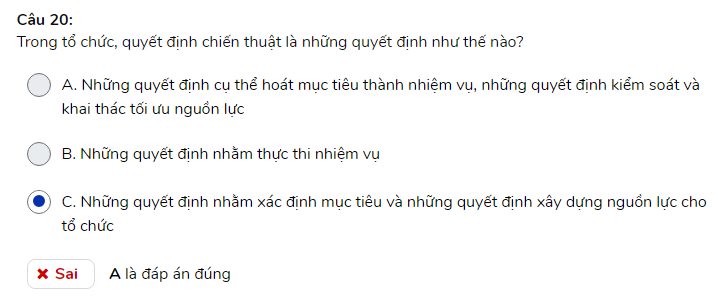 Câu 20:
Trong tổ chức, quyết định chiến thuật là những quyết định như thế nào?
A. Những quyết định cụ thể hoát mục tiêu thành nhiệm vụ, những quyết định kiểm soát và
khai thác tối ưu nguồn lực
B. Những quyết định nhằm thực thi nhiệm vụ
C. Những quyết định nhằm xác định mục tiêu và những quyết định xây dựng nguồn lực cho
tổ chức
Sai A là đáp án đúng